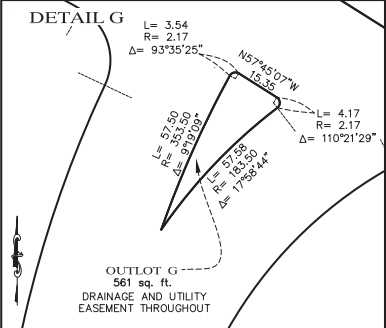 DETAIL G
L= 3.54
R= 2.17
Δ= 93°35'25"
N57°45'07"W
15.35
L= 4.17
R= 2.17
Δ= 110°21'29"
L= 57.50
R= 353.50
Δ= 9°19'09"
L= 57.58
R= 183.50
Δ= 17°58'44"
OUTLOT G
561 sq. ft.
DRAINAGE AND UTILITY
EASEMENT THROUGHOUT